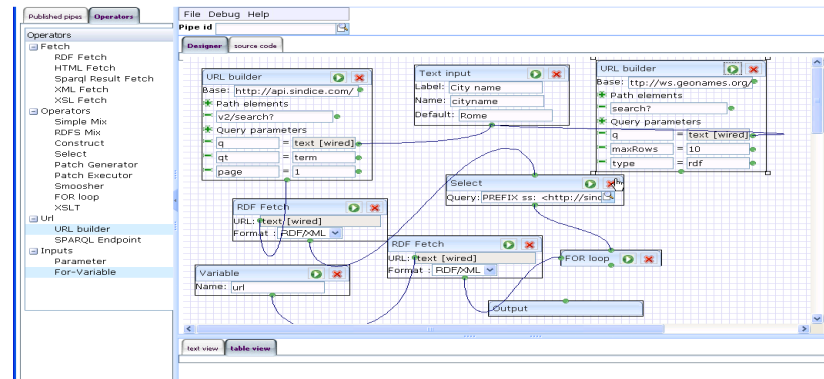 Published pipes Operators
Operators
Fetch
RDF Fetch
HTML Fetch
Sparql Result Fetch
XML Fetch
XSL Fetch
Operators
Simple Mix
RDFS Mix
Construct
Select
Patch Generator
Patch Executor
Smoosher
FOR loop
XSLT
Url
URL builder
SPARQL Endpoint
Inputs
Parameter
For-Variable
File Debug Help
Pipe id
Designer source code
URL builder
Base: http://api.sindice.com/
Path elements
v2/search?
Query parameters
q = text [wired]
qt = term
page = 1
Text input
Label: City name
Name: cityname
Default: Rome
URL builder
Base: ttp://ws.geonames.org/
Path elements
search?
Query parameters
q = text [wired]
maxRows = 10
type = rdf
Select
Query: PREFIX ss: <http://sind
RDF Fetch
URL: text [wired]
Format : RDF/XML
RDF Fetch
URL: text [wired]
Format : RDF/XML
FOR loop
Variable
Name: url
Output
text view table view